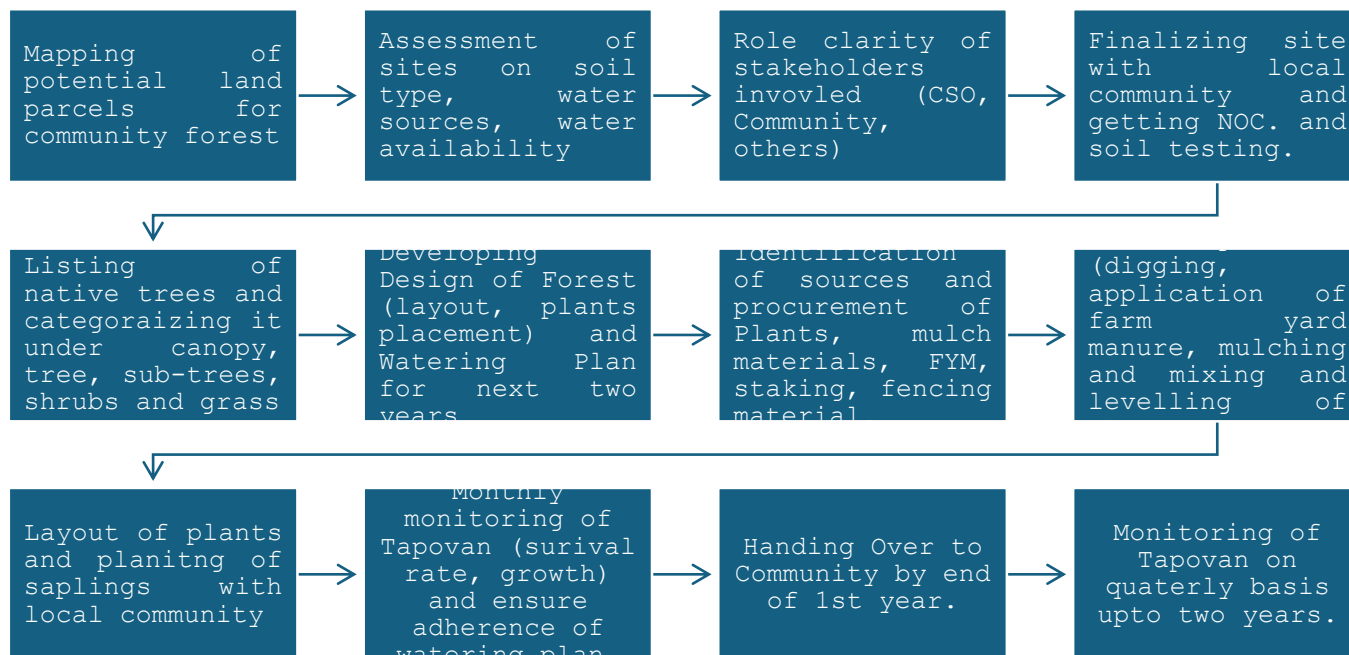 Mapping of
potential land
parcels for
community forest
Assessment of
sites on soil
type, water
sources, water
availability
Role clarity of
stakeholders
invovled (CSO,
Community,
others)
Finalizing site
with local
community and
getting NOC. and
soil testing.
Listing of
native trees and
categoraizing it
under canopy,
tree, sub-trees,
shrubs and grass
Developing
Design of Forest
(layout, plants
placement) and
Watering Plan
for next two
years
Identification
of sources and
procurement of
Plants, mulch
materials, FYM,
staking, fencing
material
(digging,
application of
farm yard
manure, mulching
and mixing and
levelling of
Layout of plants
and planitng of
saplings with
local community
Monthly
monitoring of
Tapovan (surival
rate, growth)
and ensure
adherence of
watering plan.
Handing Over to
Community by end
of 1st year.
Monitoring of
Tapovan on
quaterly basis
upto two years.